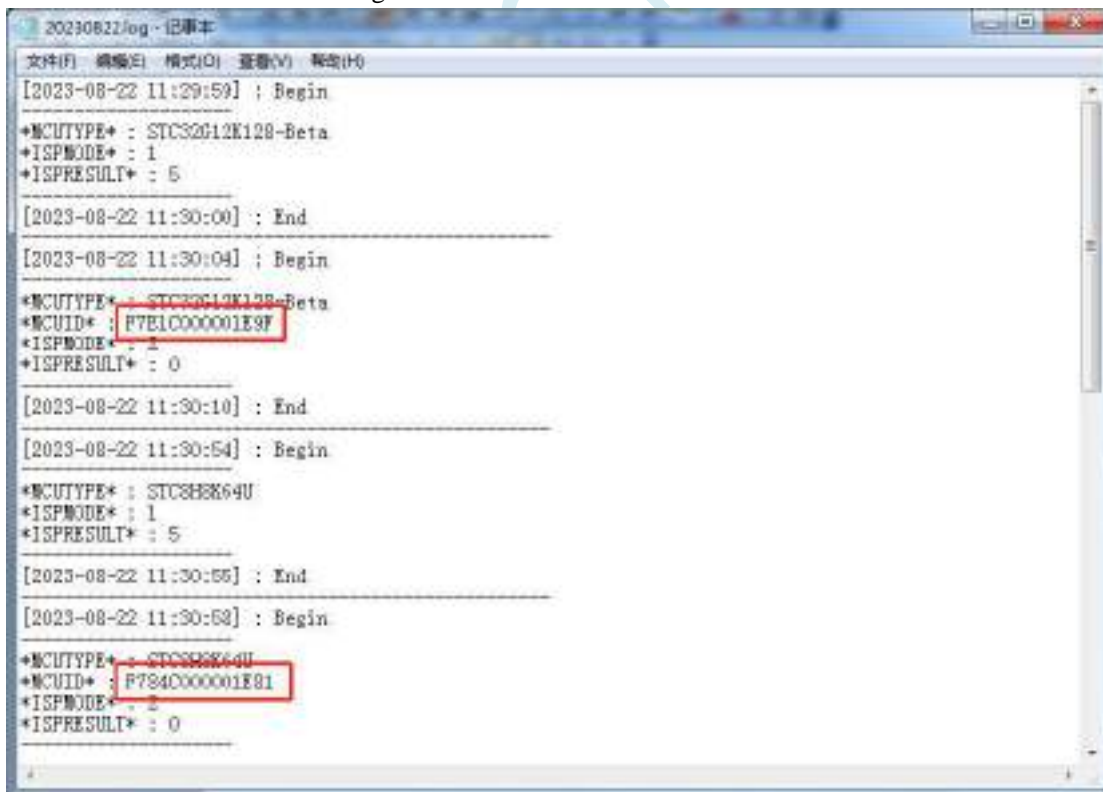 20230822.log - 记事本
文件(F) 编辑(E) 格式(O) 查看(V) 帮助(H)
[2023-08-22 11:29:59] : Begin
*MCUTYPE* : STC32G12K128-Beta
*ISPMODE* : 1
*ISPRESULT* : 5
[2023-08-22 11:30:00] : End
[2023-08-22 11:30:04] : Begin
*MCUTYPE* : STC32G12K128-Beta
*MCUID* : F7E1C000001E9F
*ISPMODE* : 2
*ISPRESULT* : 0
[2023-08-22 11:30:10] : End
[2023-08-22 11:30:54] : Begin
*MCUTYPE* : STC8H8K64U
*ISPMODE* : 1
*ISPRESULT* : 5
[2023-08-22 11:30:55] : End
[2023-08-22 11:30:58] : Begin
*MCUTYPE* : STC8H8K64U
*MCUID* : F784C000001E81
*ISPMODE* : 2
*ISPRESULT* : 0